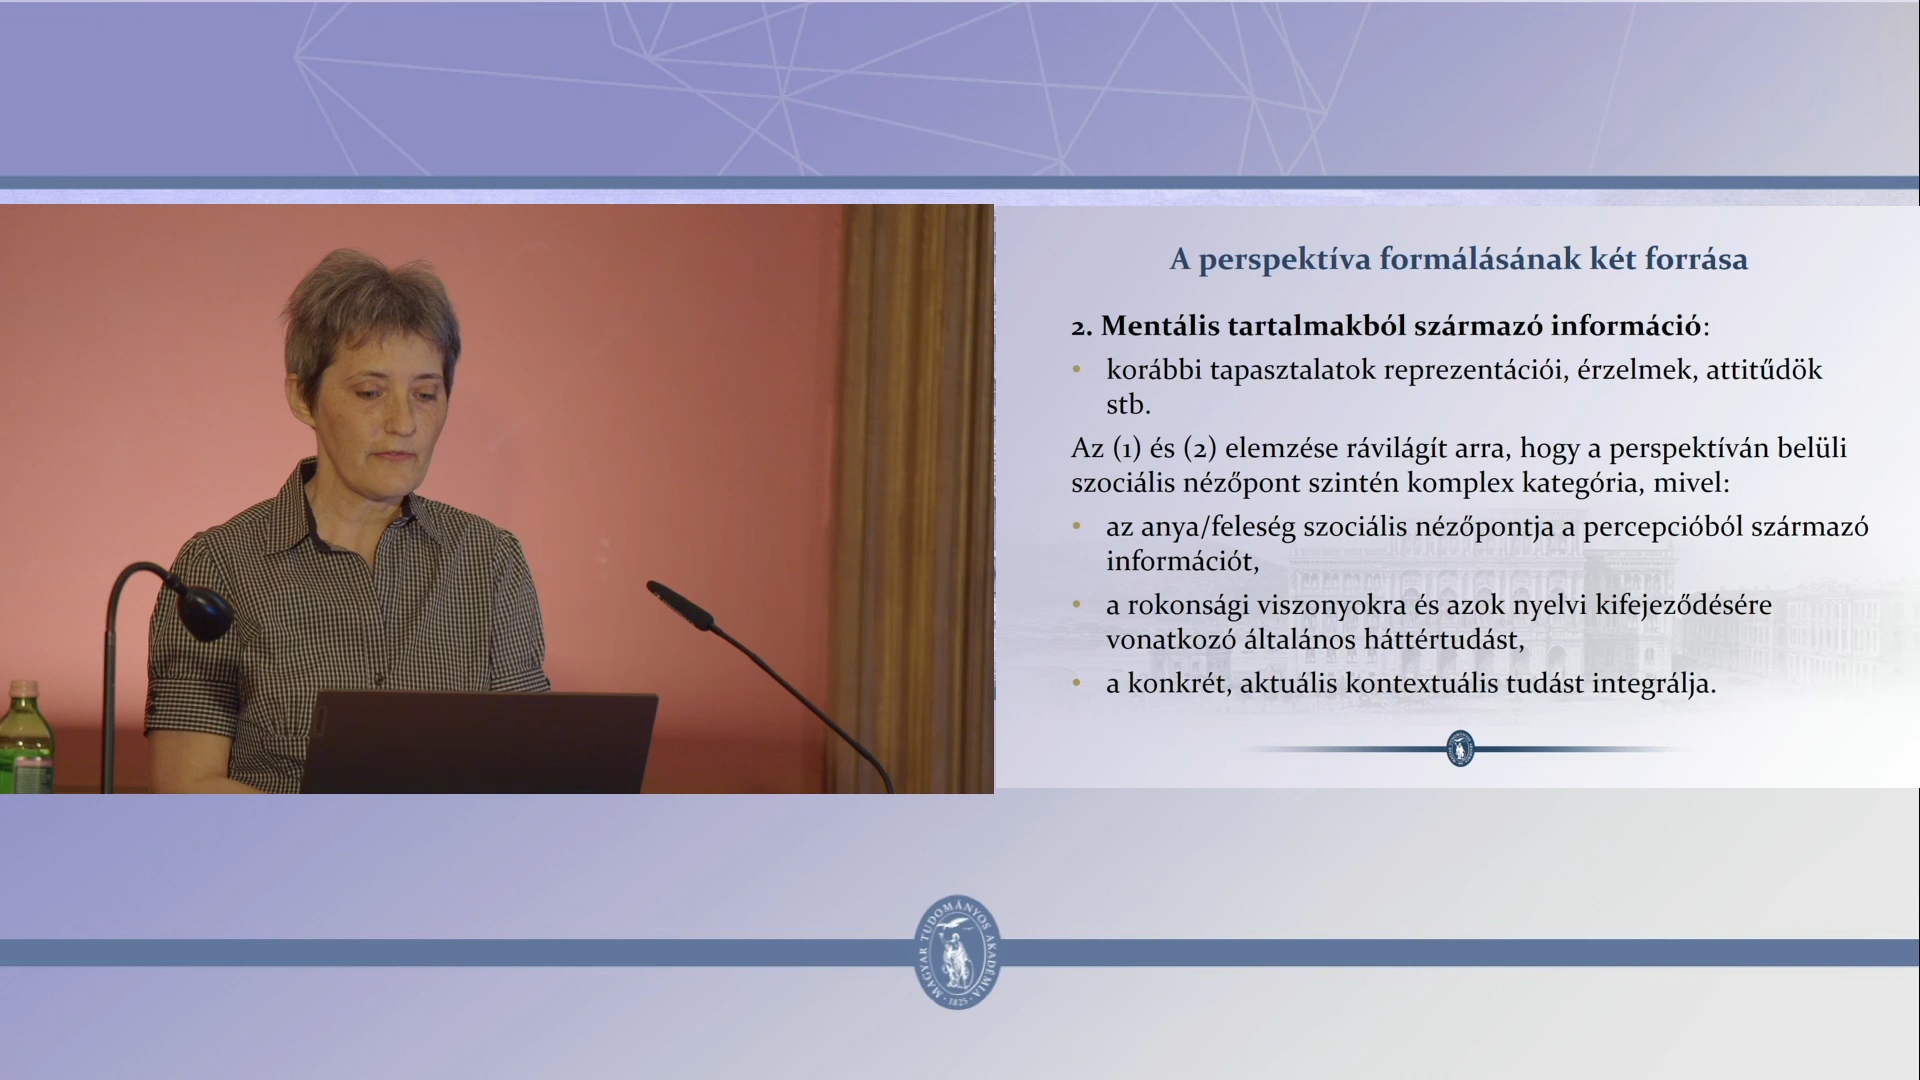 A perspektíva formálásának két forrása
2. Mentális tartalmakból származó információ:
• korábbi tapasztalatok reprezentációi, érzelmek, attitűdök
stb.
Az (1) és (2) elemzése rávilágít arra, hogy a perspektíván belüli
szociális nézőpont szintén komplex kategória, mivel:
• az anya/feleség szociális nézőpontja a percepcióból származó
információt,
• a rokonsági viszonyokra és azok nyelvi kifejeződésére
vonatkozó általános háttértudást,
• a konkrét, aktuális kontextuális tudást integrálja.
MAGYAR TUDOMÁNYOS AKADÉMIA
· 1825 ·